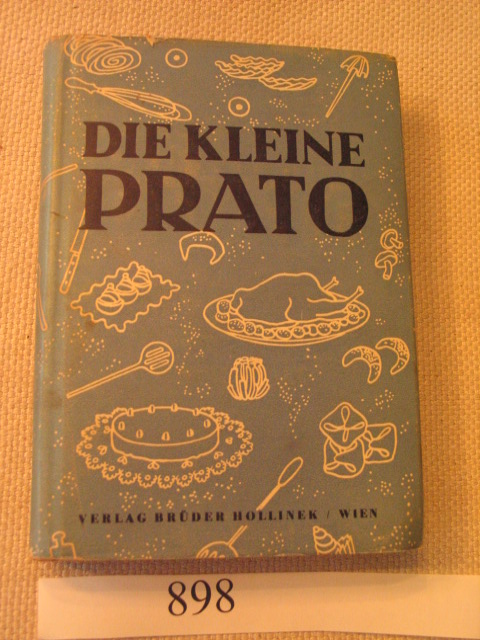 DIE KLEINE
PRATO
VERLAG BRÜDER HOLLINEK / WIEN
898